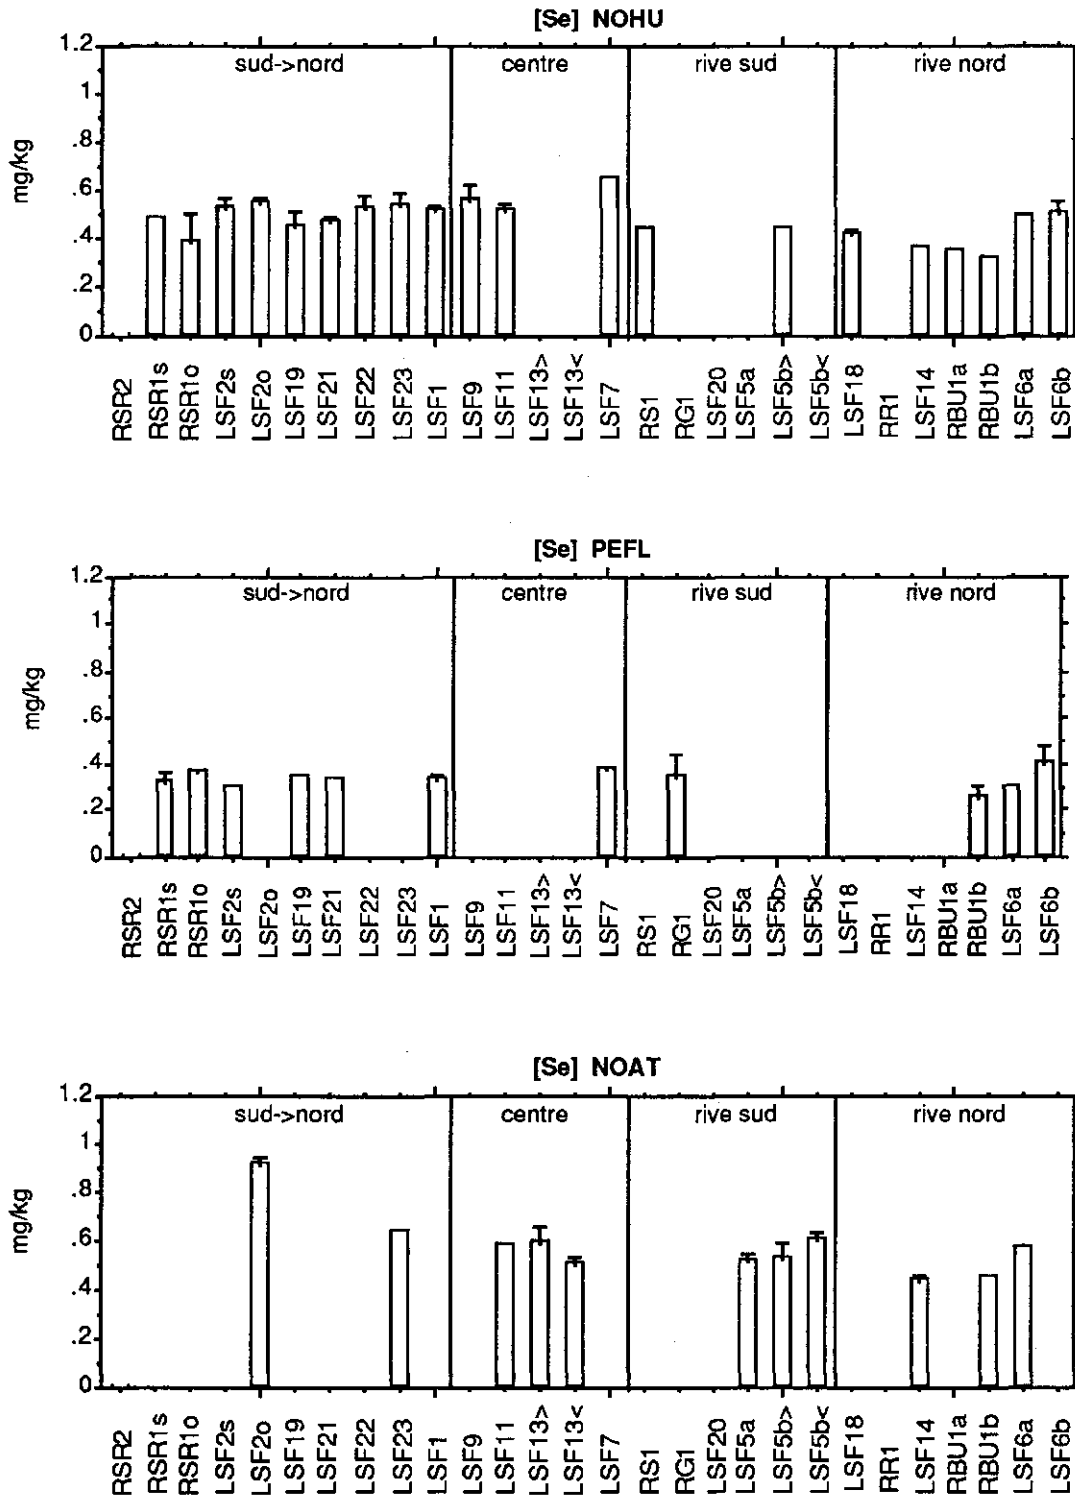 [Se] NOHU
1.2
1
.8
.6
.4
.2
0
mg/kg
sud->nord centre rive sud rive nord
RSR2 RSR1s RSR1o LSF2s LSF2o LSF19 LSF21 LSF22 LSF23 LSF1 LSF9 LSF11 LSF13> LSF13< LSF7 RS1 RG1 LSF20 LSF5a LSF5b> LSF5b< LSF18 RR1 LSF14 RBU1a RBU1b LSF6a LSF6b
[Se] PEFL
1.2
1
.8
.6
.4
.2
0
mg/kg
sud->nord centre rive sud rive nord
RSR2 RSR1s RSR1o LSF2s LSF2o LSF19 LSF21 LSF22 LSF23 LSF1 LSF9 LSF11 LSF13> LSF13< LSF7 RS1 RG1 LSF20 LSF5a LSF5b> LSF5b< LSF18 RR1 LSF14 RBU1a RBU1b LSF6a LSF6b
[Se] NOAT
1.2
1
.8
.6
.4
.2
0
mg/kg
sud->nord centre rive sud rive nord
RSR2 RSR1s RSR1o LSF2s LSF2o LSF19 LSF21 LSF22 LSF23 LSF1 LSF9 LSF11 LSF13> LSF13< LSF7 RS1 RG1 LSF20 LSF5a LSF5b> LSF5b< LSF18 RR1 LSF14 RBU1a RBU1b LSF6a LSF6b